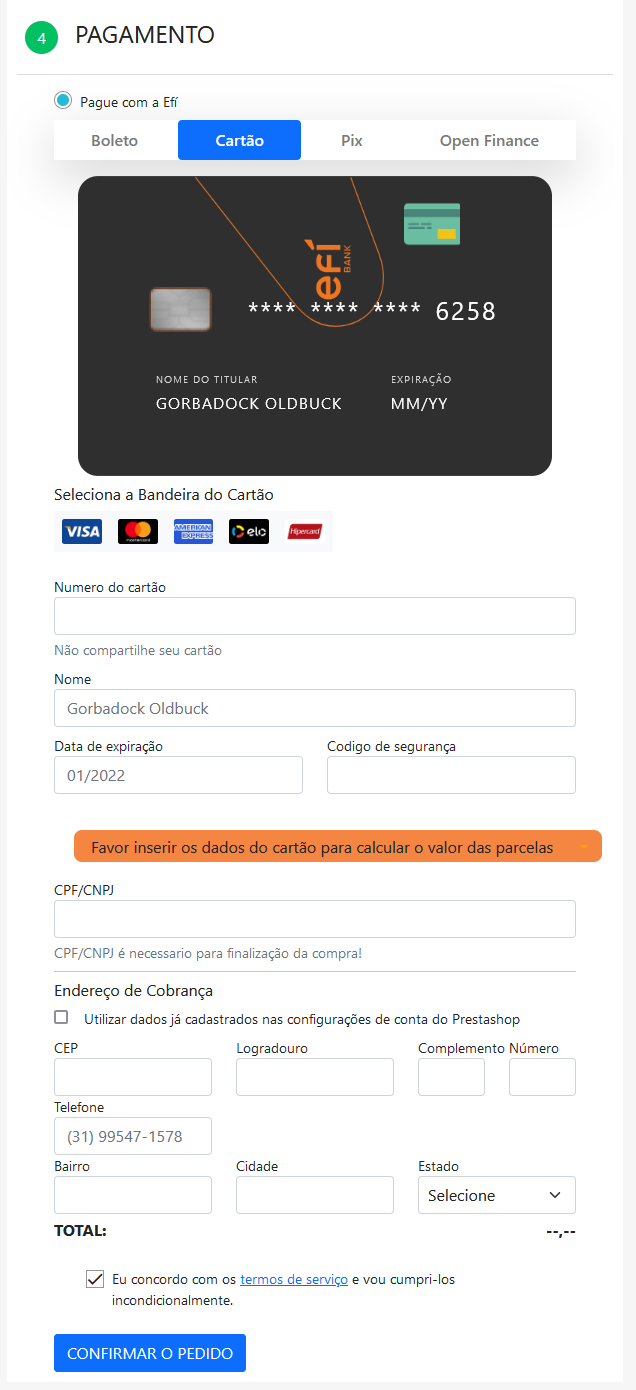 4 PAGAMENTO
Pague com a Efí
Boleto Cartão Pix Open Finance
efí BANK
**** **** **** 6258
NOME DO TITULAR EXPIRAÇÃO
GORBADOCK OLDBUCK MM/YY
Seleciona a Bandeira do Cartão
VISA mastercard AMERICAN EXPRESS elo Hipercard
Numero do cartão
Não compartilhe seu cartão
Nome
Gorbadock Oldbuck
Data de expiração Codigo de segurança
01/2022
Favor inserir os dados do cartão para calcular o valor das parcelas
CPF/CNPJ
CPF/CNPJ é necessario para finalização da compra!
Endereço de Cobrança
Utilizar dados já cadastrados nas configurações de conta do Prestashop
CEP Logradouro Complemento Número
Telefone
(31) 99547-1578
Bairro Cidade Estado
Selecione
TOTAL: --,--
Eu concordo com os termos de serviço e vou cumpri-los
incondicionalmente.
CONFIRMAR O PEDIDO